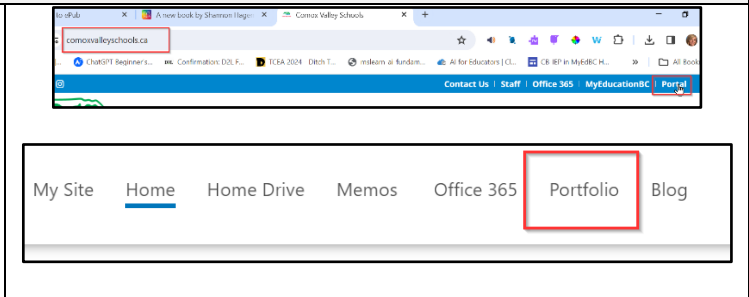 to ePub A new book by Shannon Hagen Comox Valley Schools
comoxvalleyschools.ca
ChatGPT Beginners... Confirmation: D2L F... TCEA 2024 Ditch T... mslearn ai fundam... AI for Educators | Cl... CB IEP in MyEdBC H... » All Book
Contact Us | Staff | Office 365 | MyEducationBC | Portal
My Site Home Home Drive Memos Office 365 Portfolio Blog